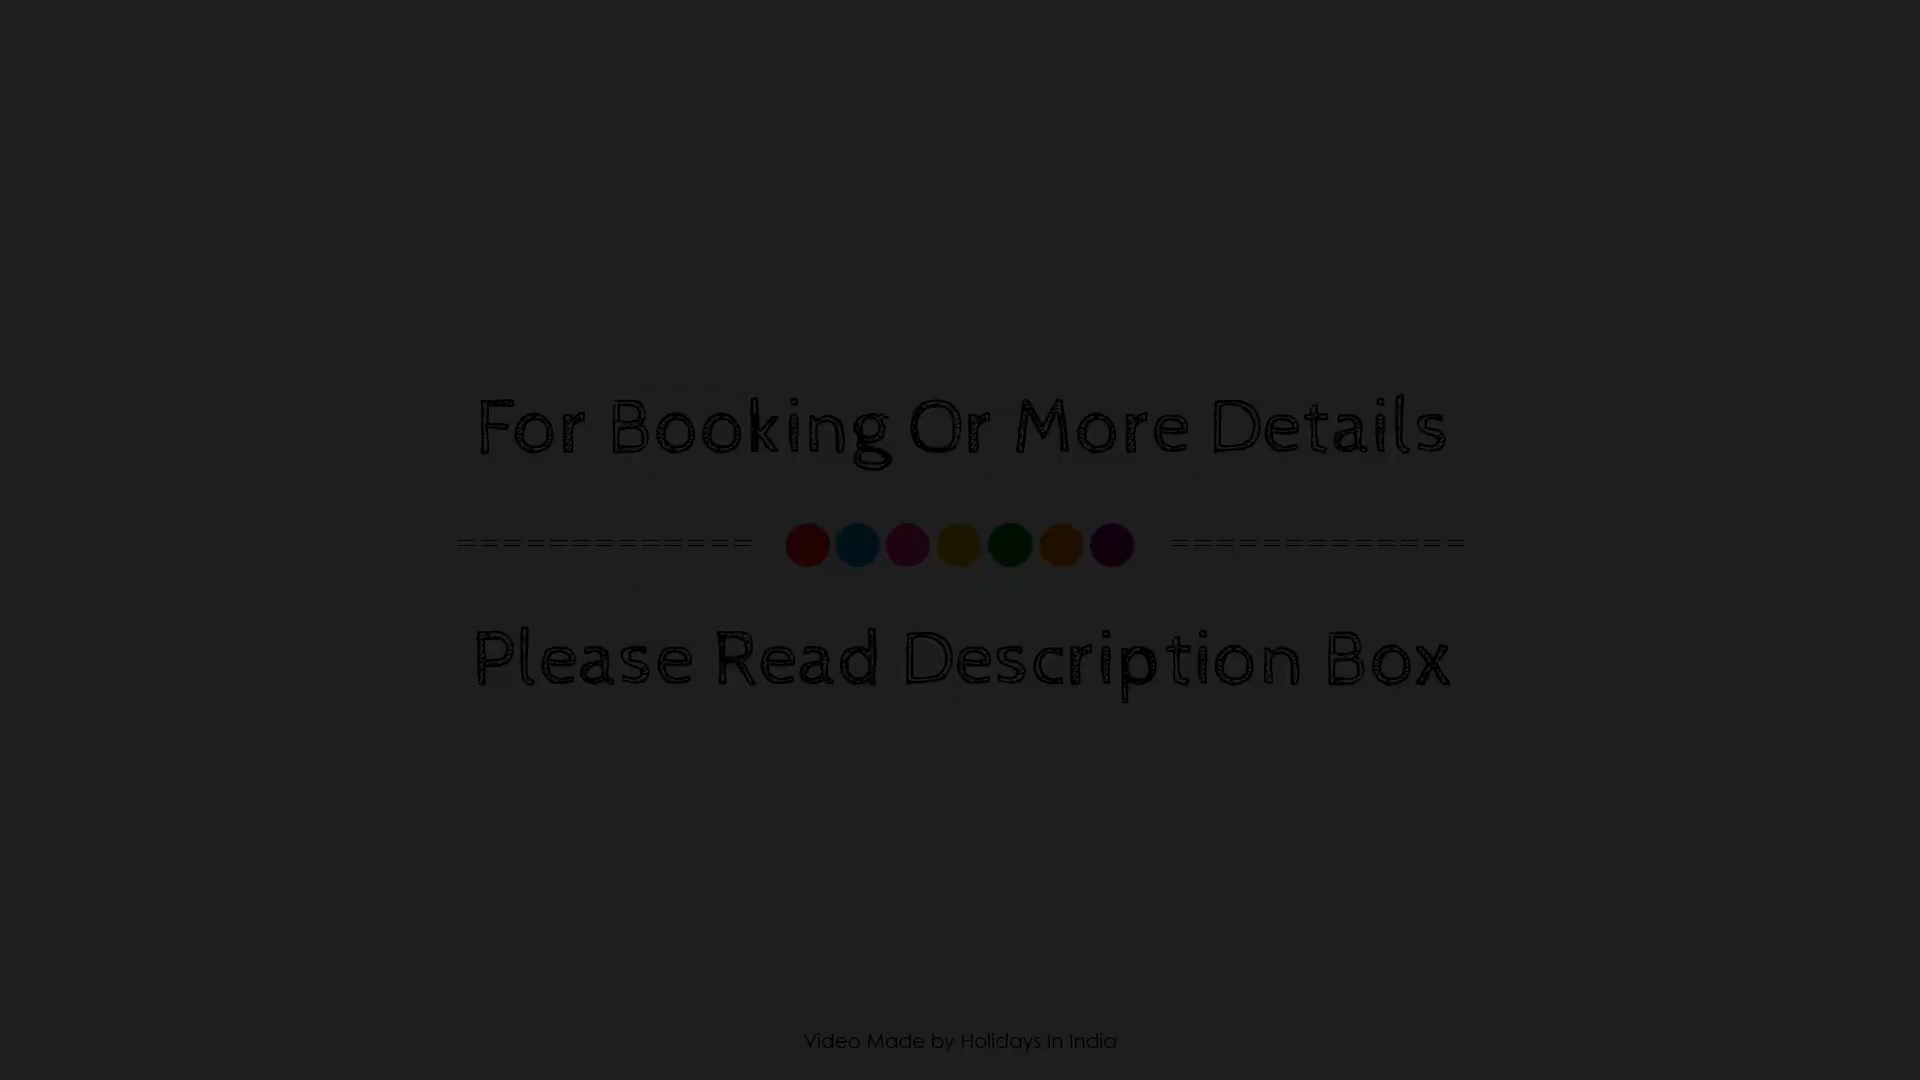 For Booking Or More Details
============= =============
Please Read Description Box
Video Made by Holidays In India